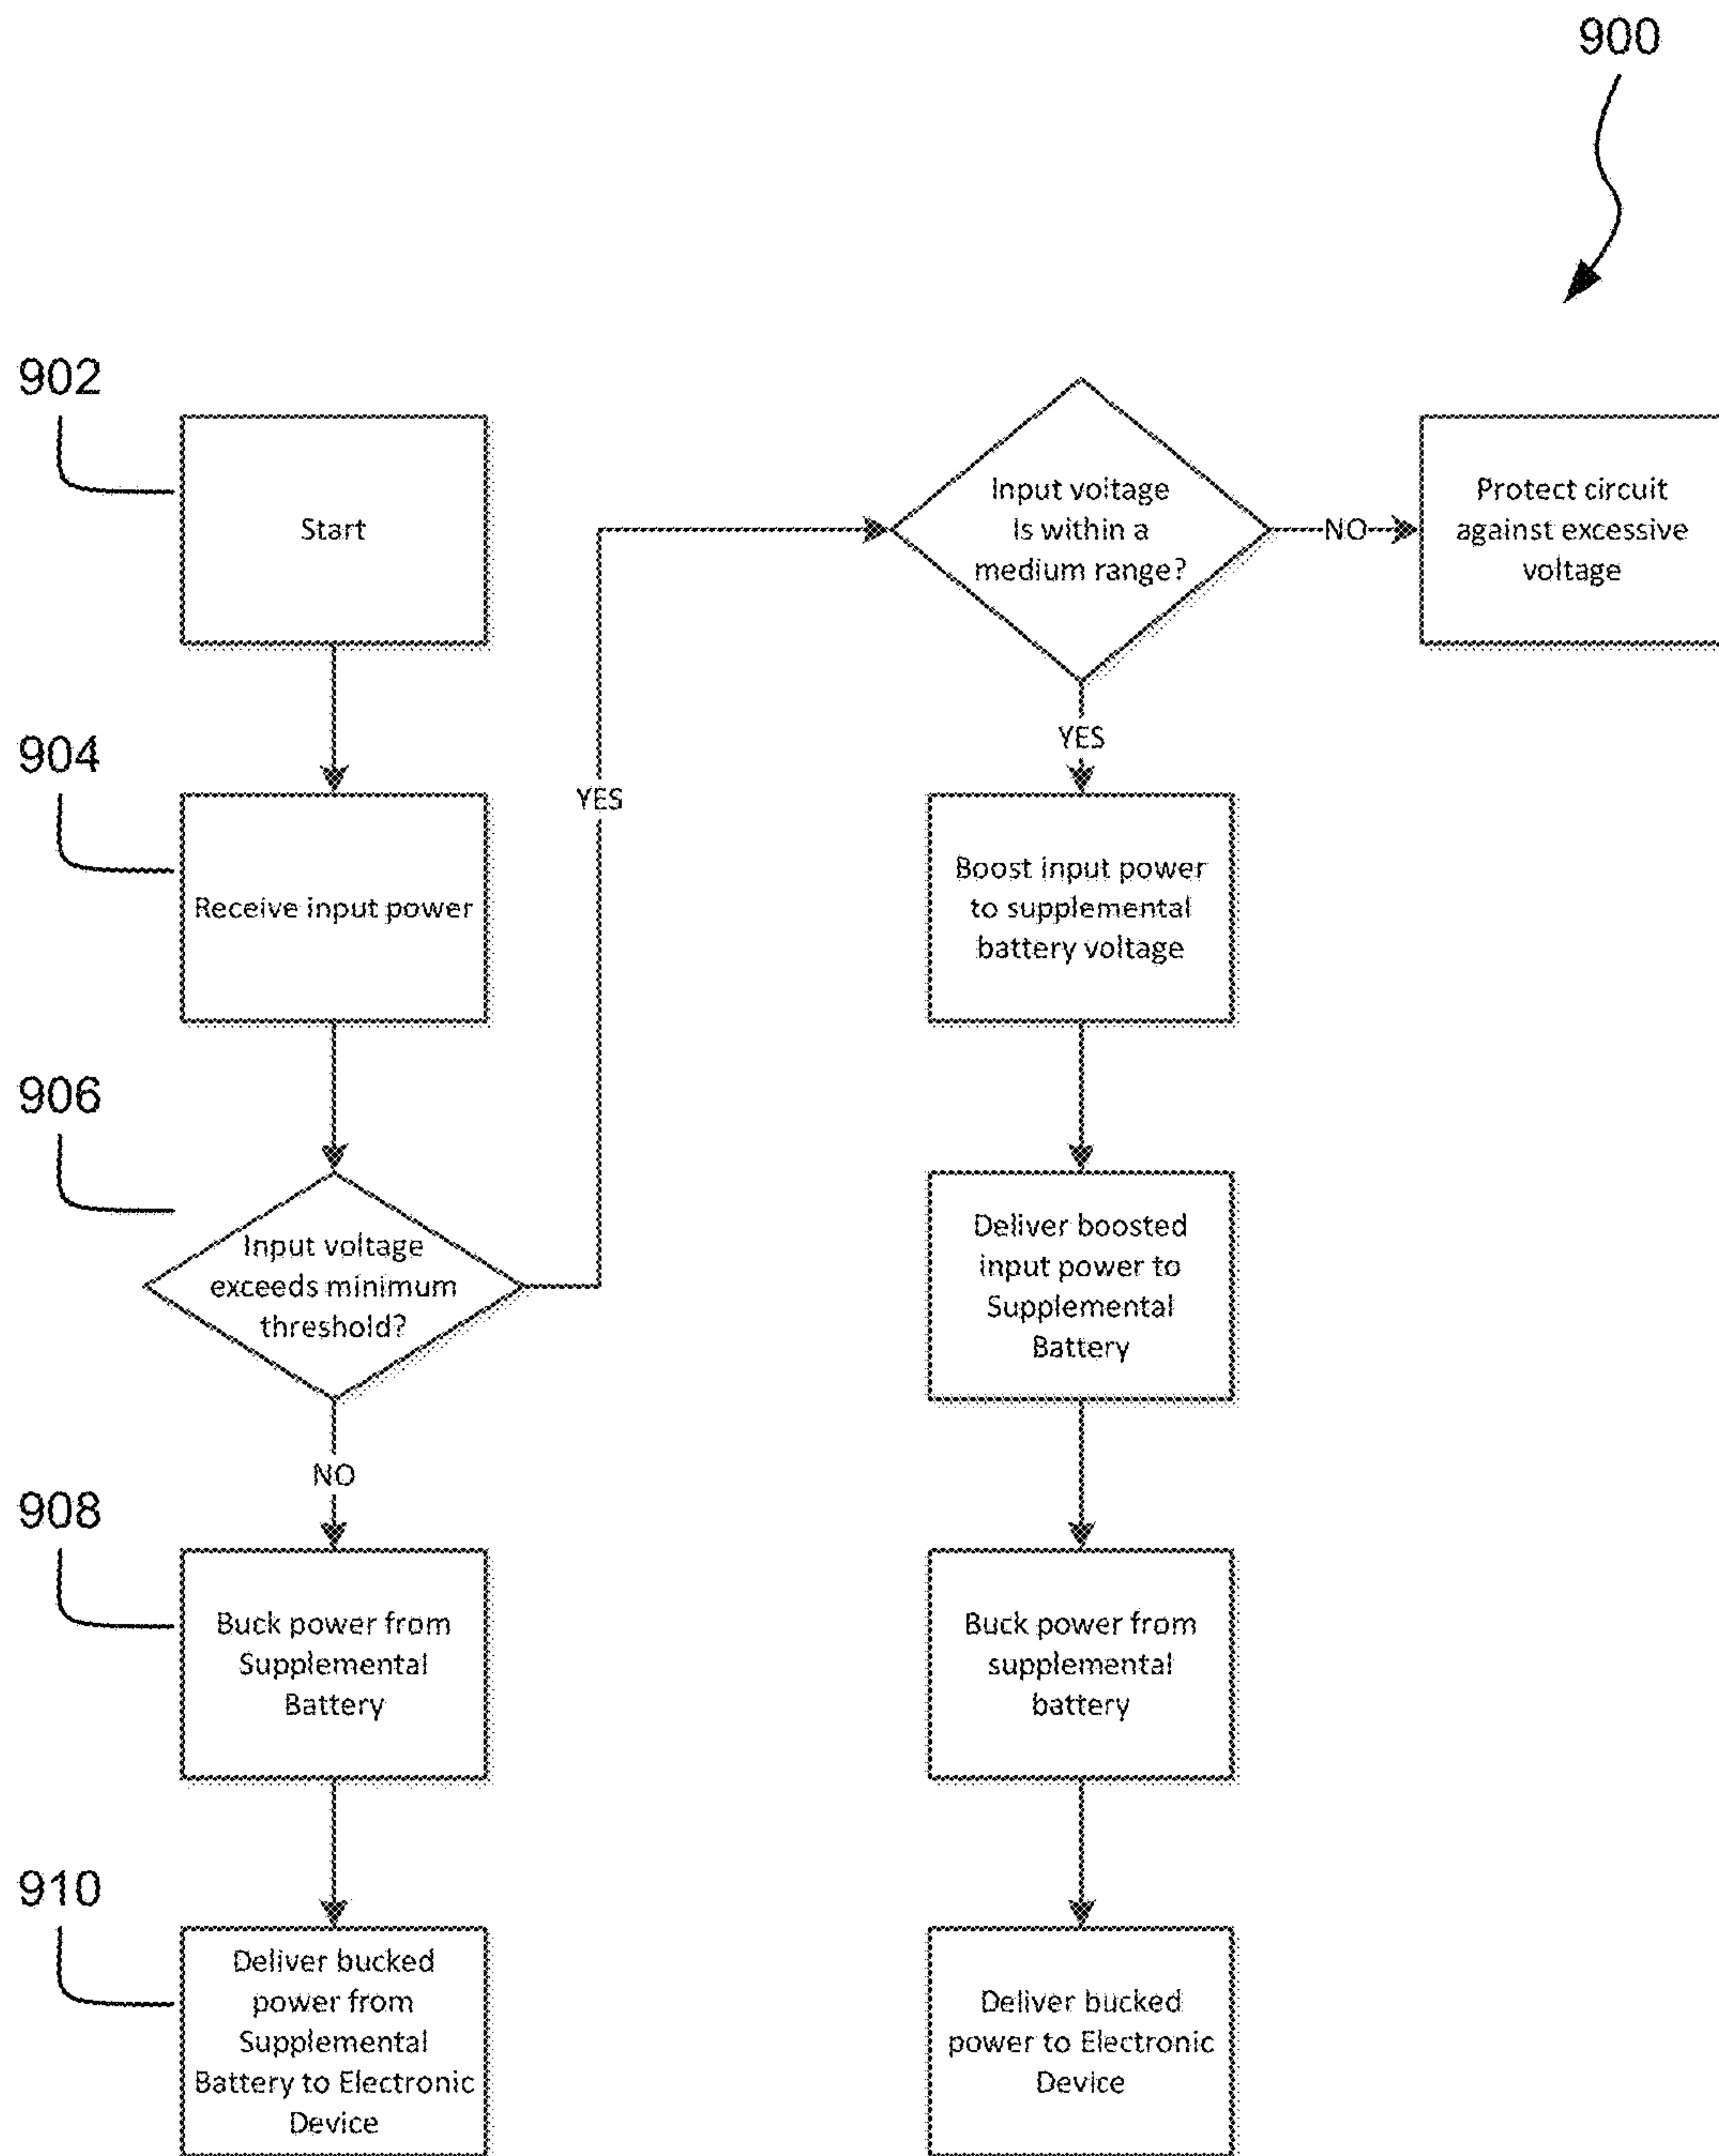 900
902
Start
904
Receive input power
906
Input voltage
exceeds minimum
threshold?
YES
NO
908
Buck power from
Supplemental
Battery
910
Deliver bucked
power from
Supplemental
Battery to Electronic
Device
Input voltage
Is within a
medium range?
NO
Protect circuit
against excessive
voltage
YES
Boost input power
to supplemental
battery voltage
Deliver boosted
input power to
Supplemental
Battery
Buck power from
supplemental
battery
Deliver bucked
power to Electronic
Device